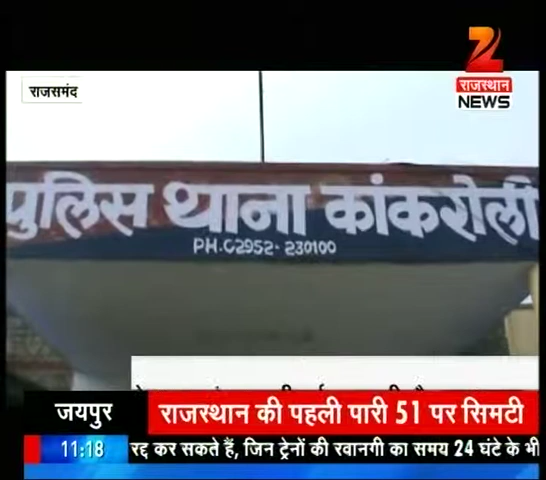 राजसमंद
राजस्थान
NEWS
पुलिस थाना कांकरोली
PH.02952-230100
जयपुर
राजस्थान की पहली पारी 51 पर सिमटी
11:18
रद्द कर सकते हैं, जिन ट्रेनों की रवानगी का समय 24 घंटे के भी